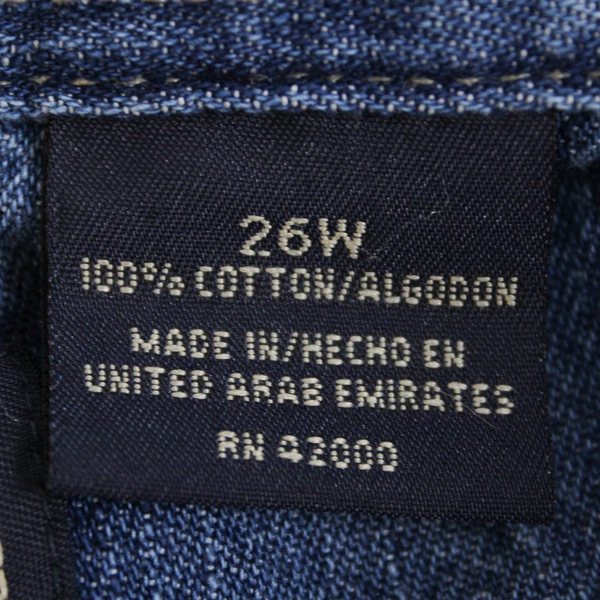 26W
100% COTTON/ALGODON
MADE IN/HECHO EN
UNITED ARAB EMIRATES
RN 42000